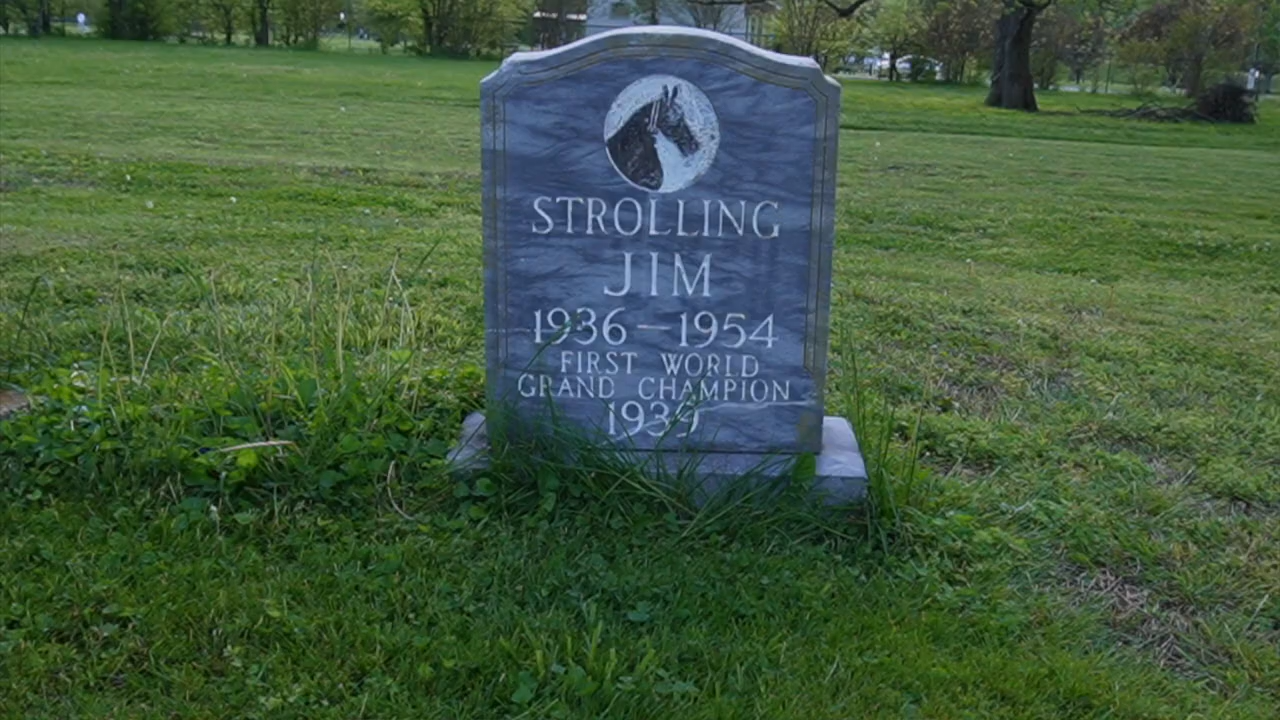 STROLLING
JIM
1936 — 1954
FIRST WORLD
GRAND CHAMPION
1939